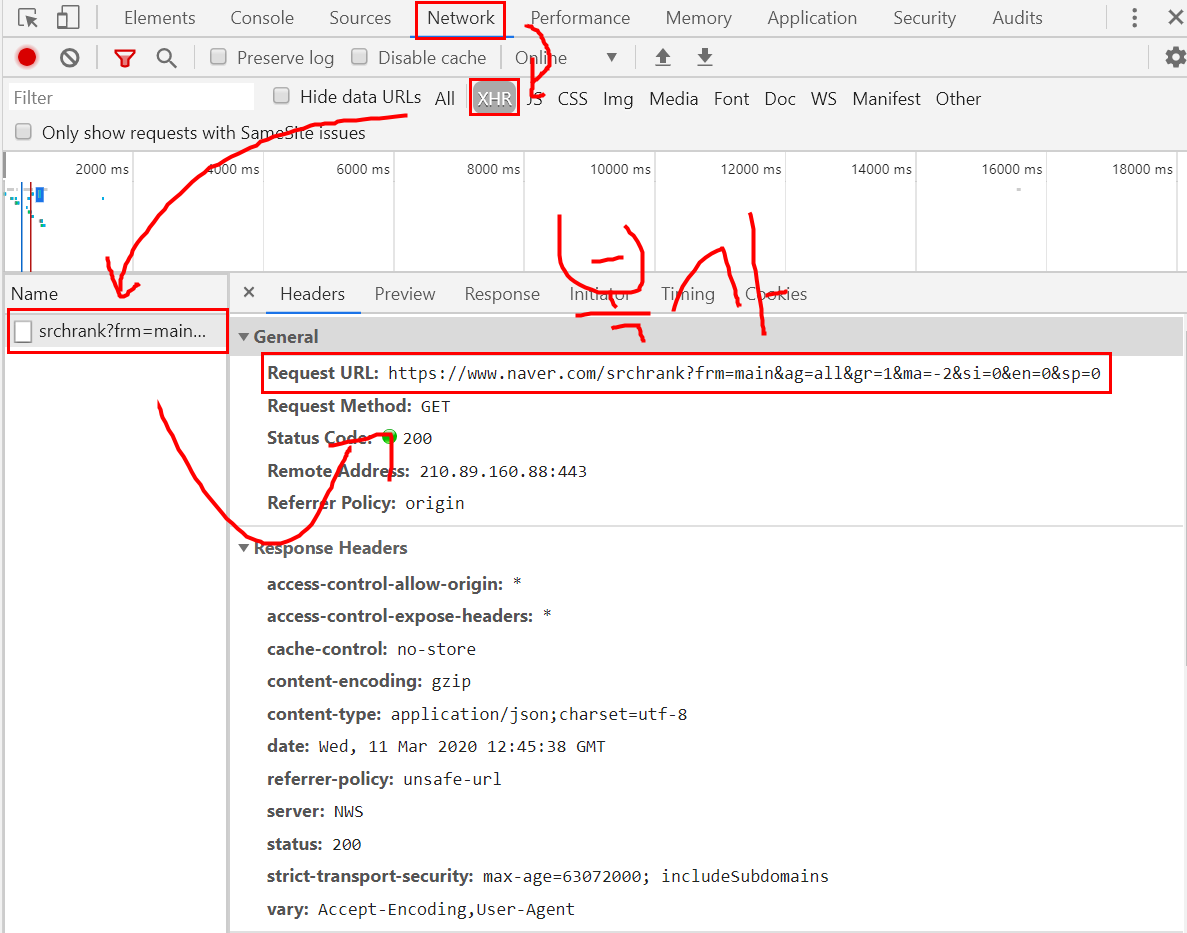 Elements Console Sources Network Performance Memory Application Security Audits
Preserve log Disable cache Online
Filter Hide data URLs All XHR JS CSS Img Media Font Doc WS Manifest Other
Only show requests with SameSite issues
2000 ms 4000 ms 6000 ms 8000 ms 10000 ms 12000 ms 14000 ms 16000 ms 18000 ms
복사
Name Headers Preview Response Initiator Timing Cookies
srchrank?frm=main...
General
Request URL: https://www.naver.com/srchrank?frm=main&ag=all&gr=1&ma=-2&si=0&en=0&sp=0
Request Method: GET
Status Code: 200
Remote Address: 210.89.160.88:443
Referrer Policy: origin
Response Headers
access-control-allow-origin: *
access-control-expose-headers: *
cache-control: no-store
content-encoding: gzip
content-type: application/json;charset=utf-8
date: Wed, 11 Mar 2020 12:45:38 GMT
referrer-policy: unsafe-url
server: NWS
status: 200
strict-transport-security: max-age=63072000; includeSubdomains
vary: Accept-Encoding,User-Agent